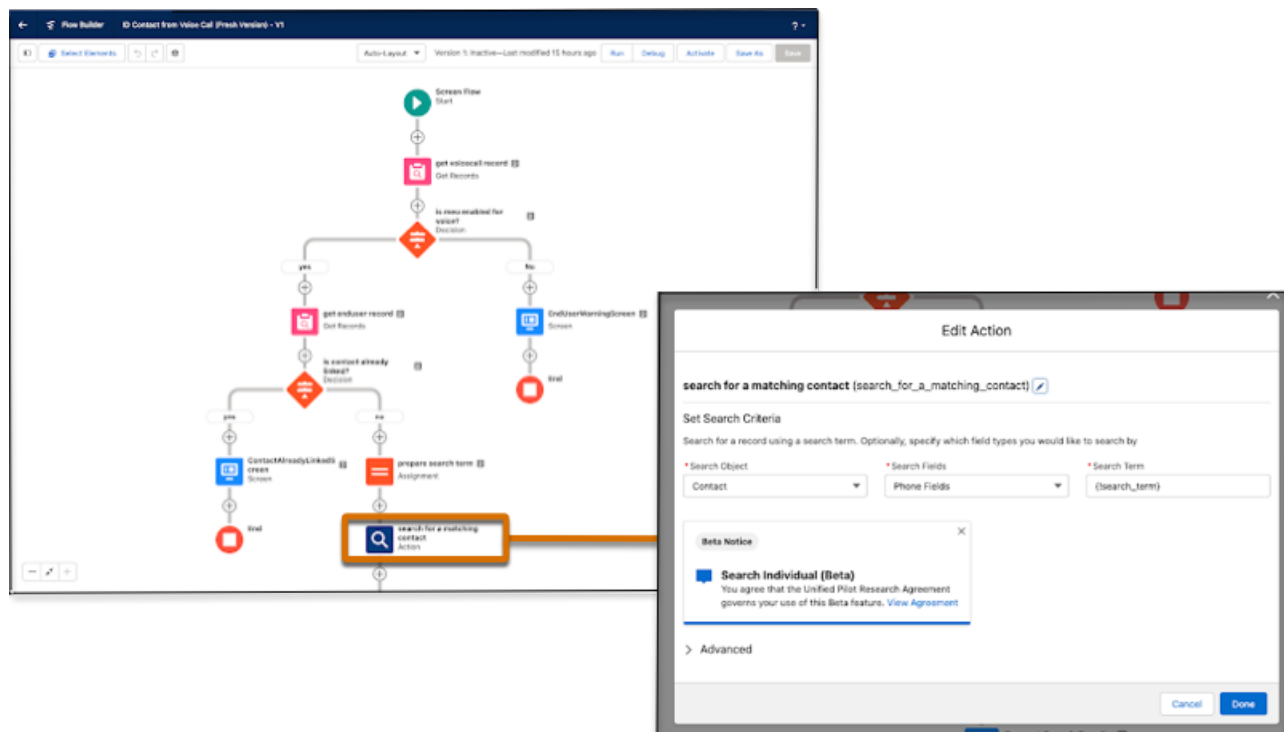 Flow Builder
ID Contact from Voice Call (Fresh Version) - V1
?
Select Elements
Auto-Layout
Version 1: Inactive—Last modified 15 hours ago
Run
Debug
Activate
Save As
Save
Screen Flow
Start
get voicecall record
Get Records
is meu enabled for
voice?
Decision
yes
No
get enduser record
Get Records
EndUserWarningScreen
Screen
is contact already
linked?
Decision
End
yes
no
ContactAlreadyLinkedS
creen
Screen
prepare search term
Assignment
End
search for a matching
contact
Action
Edit Action
search for a matching contact (search_for_a_matching_contact)
Set Search Criteria
Search for a record using a search term. Optionally, specify which field types you would like to search by
*Search Object
*Search Fields
*Search Term
Contact
Phone Fields
{!search_term}
Beta Notice
Search Individual (Beta)
You agree that the Unified Pilot Research Agreement
governs your use of this Beta feature. View Agreement
Advanced
Cancel
Done